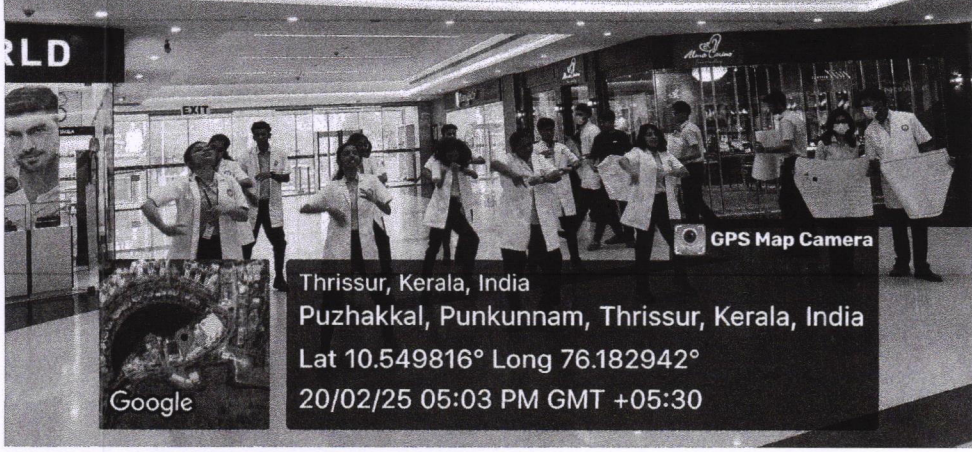 RLD
EXIT
GPS Map Camera
Thrissur, Kerala, India
Puzhakkal, Punkunnam, Thrissur, Kerala, India
Lat 10.549816° Long 76.182942°
20/02/25 05:03 PM GMT +05:30
Google